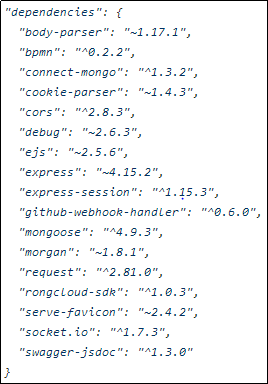 "dependencies": {
"body-parser": "~1.17.1",
"bpmn": "^0.2.2",
"connect-mongo": "^1.3.2",
"cookie-parser": "~1.4.3",
"cors": "^2.8.3",
"debug": "~2.6.3",
"ejs": "~2.5.6",
"express": "~4.15.2",
"express-session": "^1.15.3",
"github-webhook-handler": "^0.6.0",
"mongoose": "^4.9.3",
"morgan": "~1.8.1",
"request": "^2.81.0",
"rongcloud-sdk": "^1.0.3",
"serve-favicon": "~2.4.2",
"socket.io": "^1.7.3",
"swagger-jsdoc": "^1.3.0"
}